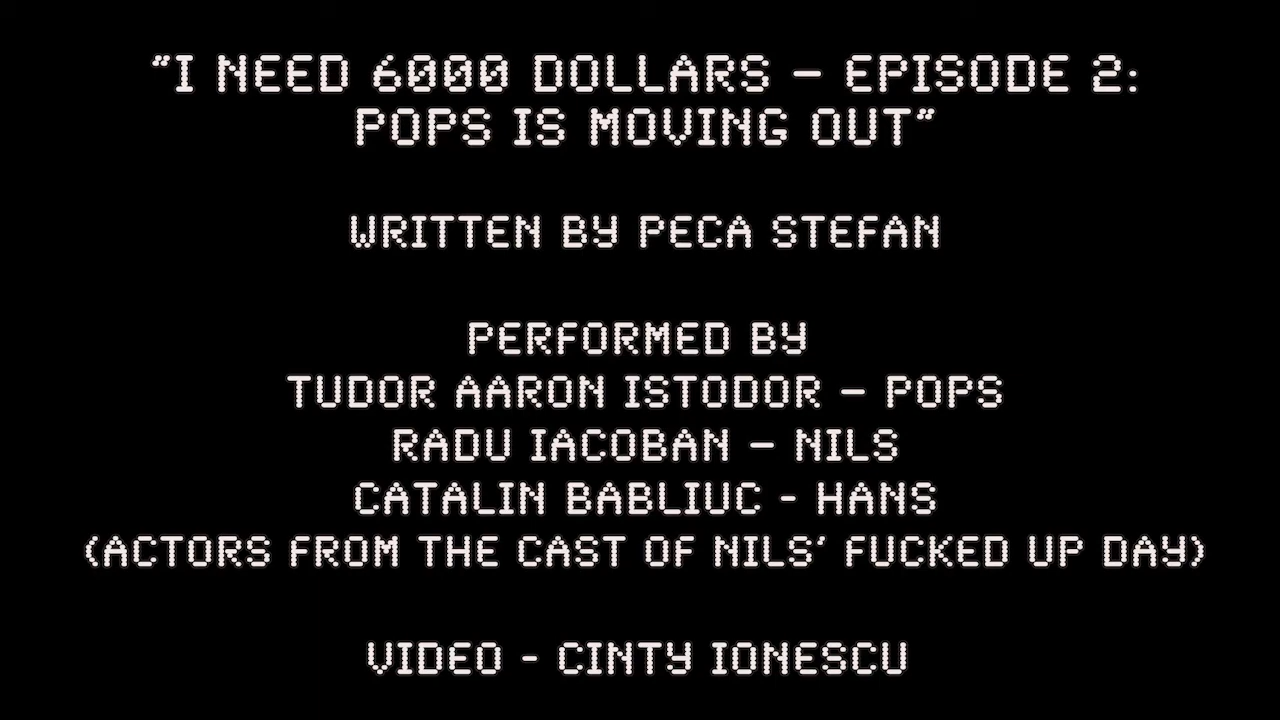 "I NEED 6000 DOLLARS – EPISODE 2:
POPS IS MOVING OUT"
WRITTEN BY PECA STEFAN
PERFORMED BY
TUDOR AARON ISTODOR – POPS
RADU IACOBAN – NILS
CATALIN BABLIUC - HANS
(ACTORS FROM THE CAST OF NILS' FUCKED UP DAY)
VIDEO - CINTY IONESCU